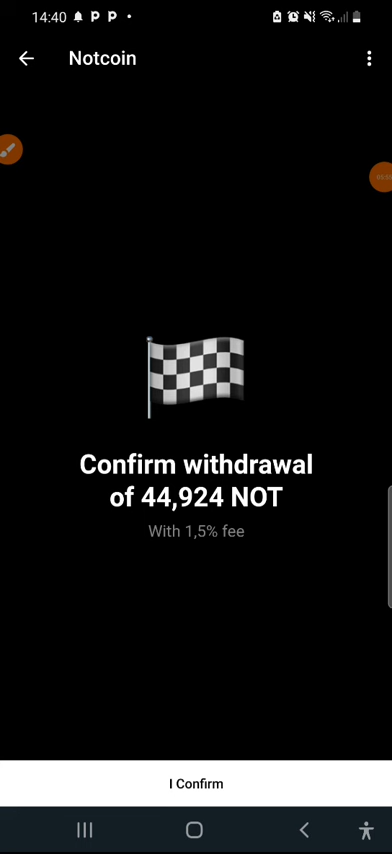 14:40
Notcoin
Confirm withdrawal
of 44,924 NOT
With 1,5% fee
I Confirm